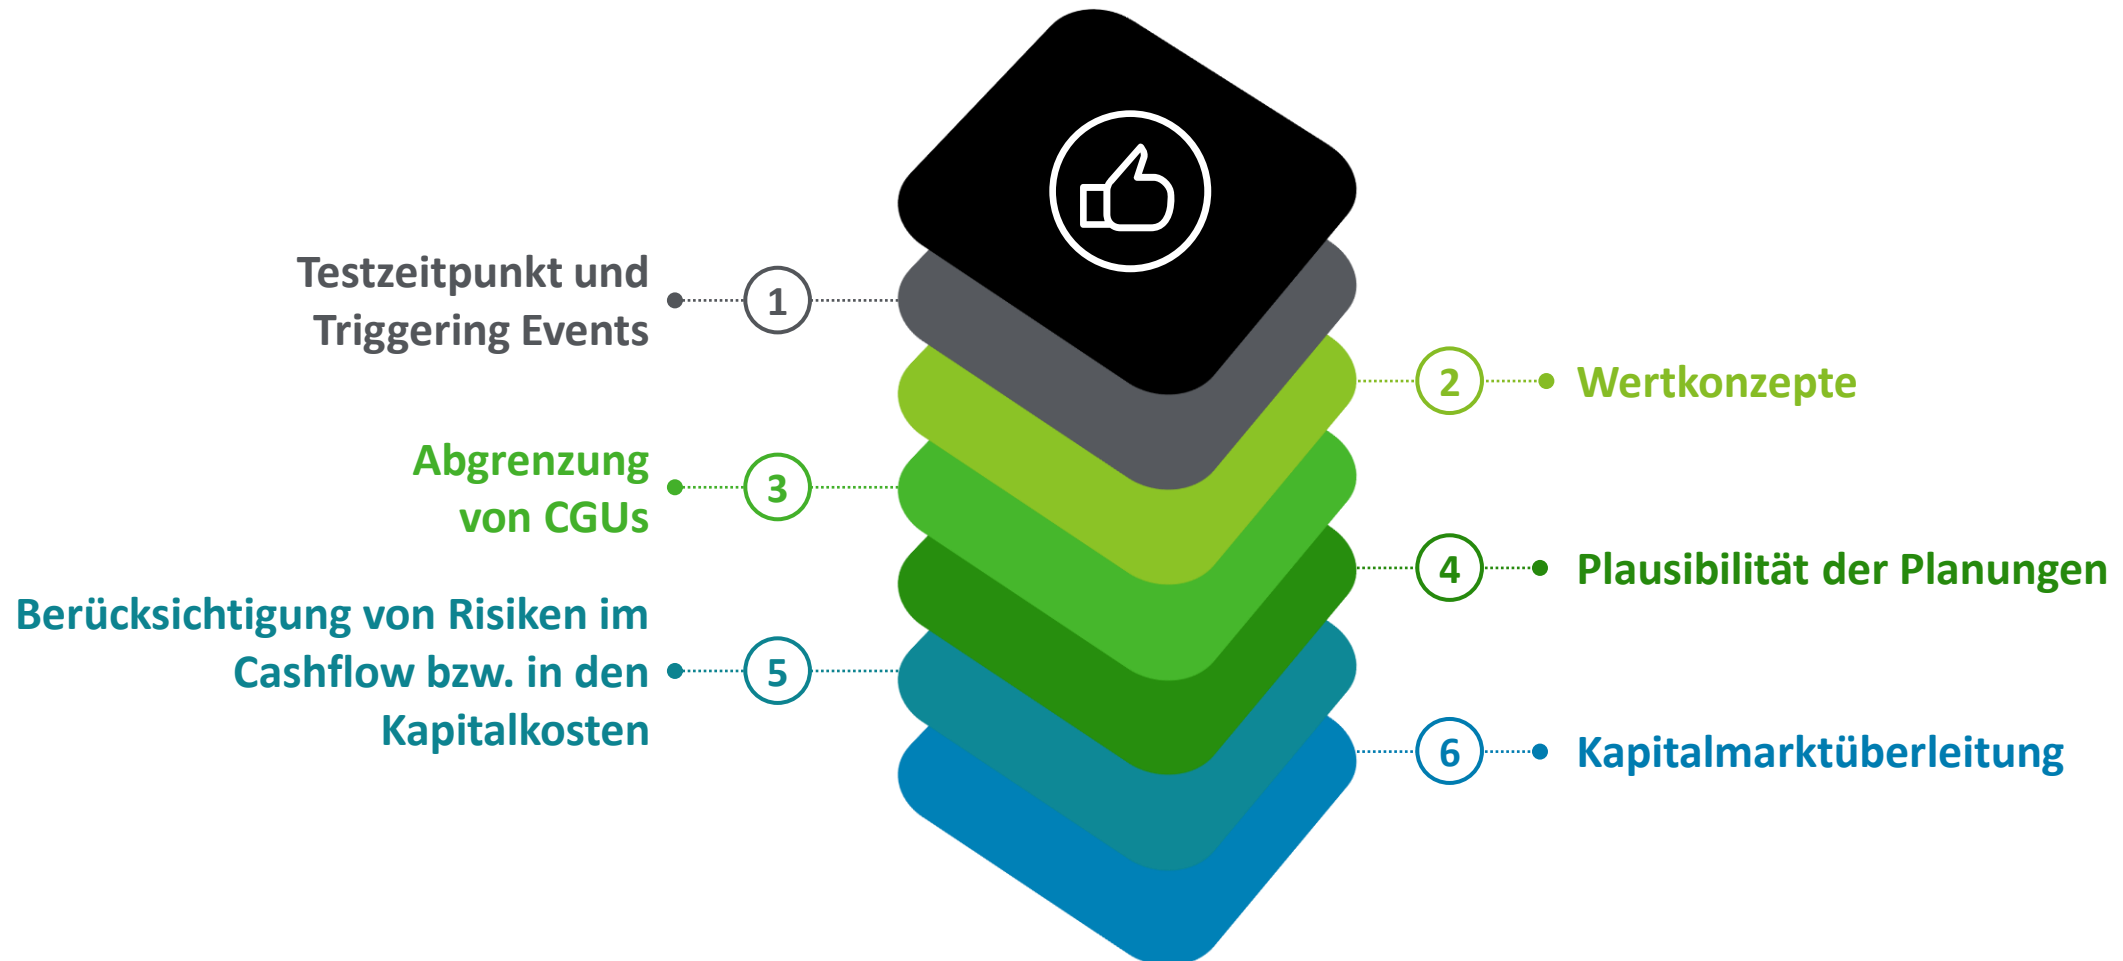 Testzeitpunkt und
Triggering Events
1
2
Wertkonzepte
Abgrenzung
von CGUs
3
4
Plausibilität der Planungen
Berücksichtigung von Risiken im
Cashflow bzw. in den
Kapitalkosten
5
6
Kapitalmarktüberleitung